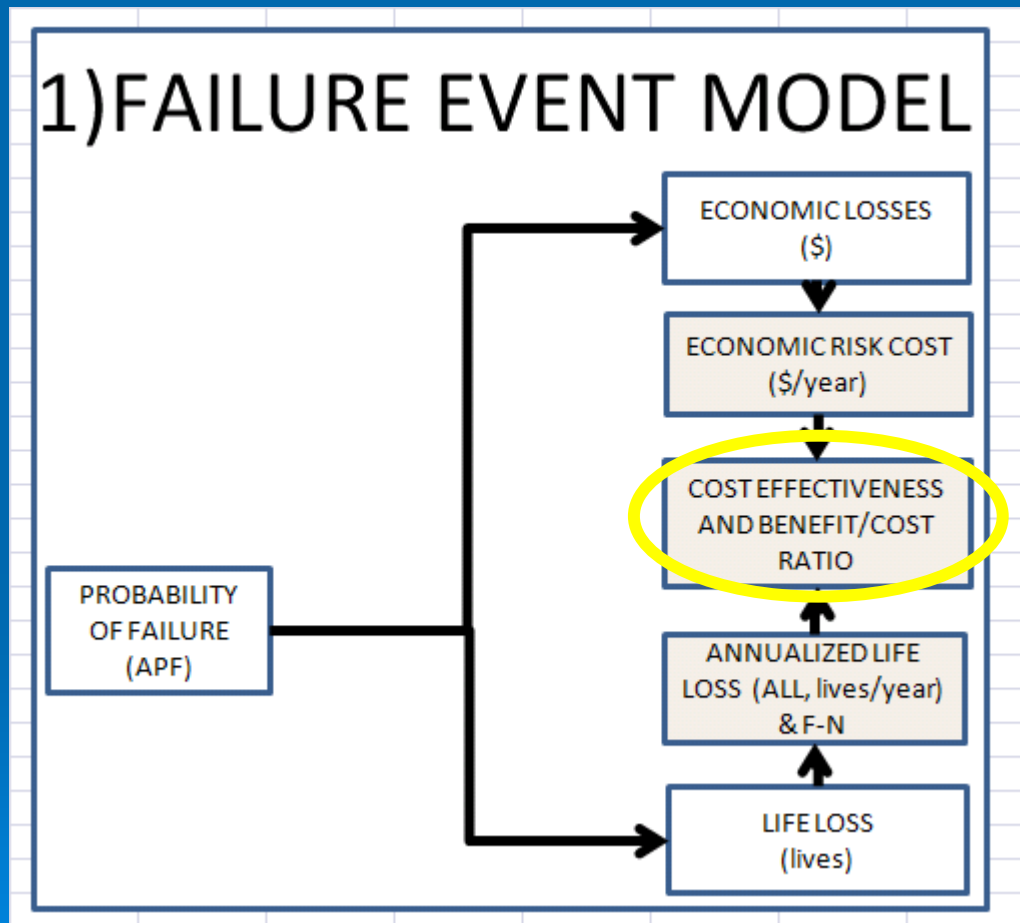 1)FAILURE EVENT MODEL
ECONOMIC LOSSES
($)
ECONOMIC RISK COST
($/year)
COST EFFECTIVENESS
AND BENEFIT/COST
RATIO
PROBABILITY
OF FAILURE
(APF)
ANNUALIZED LIFE
LOSS (ALL, lives/year)
& F-N
LIFE LOSS
(lives)